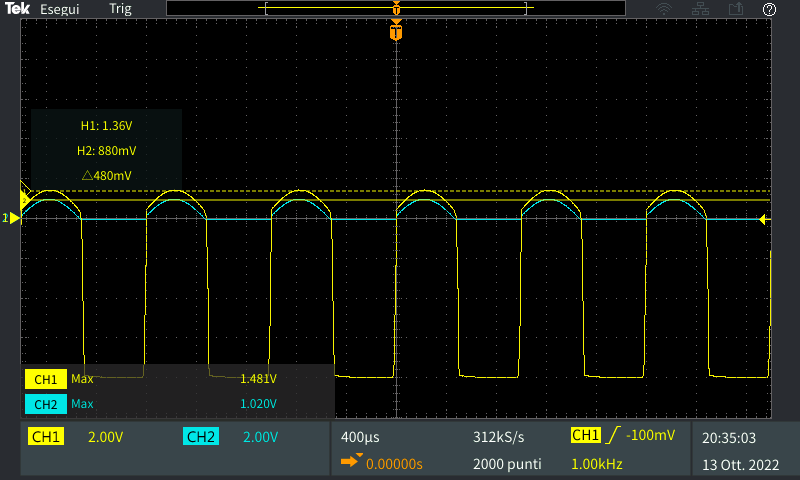 Tek Esegui Trig
T
T
H1: 1.36V
H2: 880mV
△480mV
2
1
CH1 Max 1.481V
CH2 Max 1.020V
CH1 2.00V CH2 2.00V 400µs 312kS/s CH1 -100mV 20:35:03
0.00000s 2000 punti 1.00kHz 13 Ott. 2022